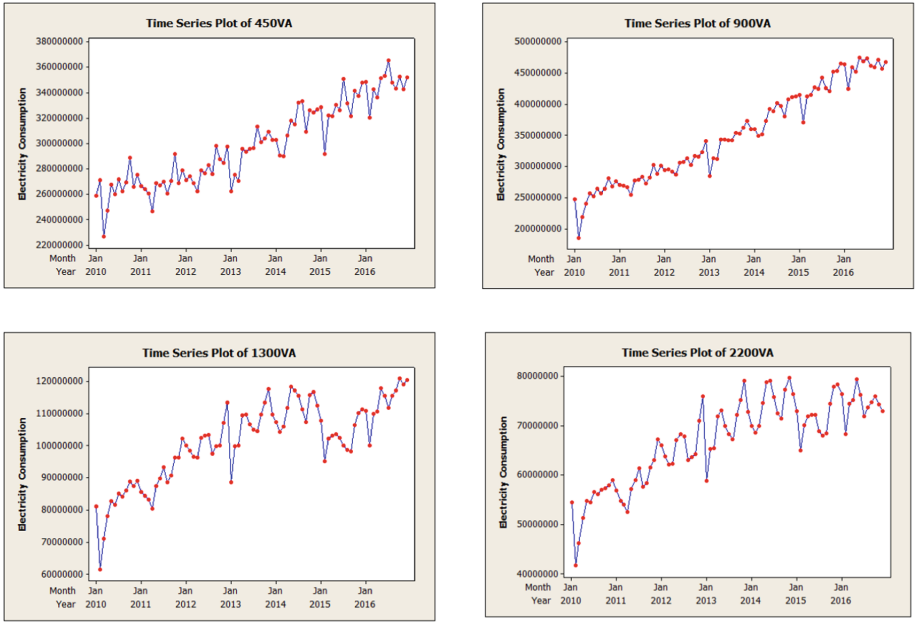 Time Series Plot of 450VA
Electricity Consumption
380000000
360000000
340000000
320000000
300000000
280000000
260000000
240000000
220000000
Month Jan Jan Jan Jan Jan Jan Jan
Year 2010 2011 2012 2013 2014 2015 2016
Time Series Plot of 900VA
Electricity Consumption
500000000
450000000
400000000
350000000
300000000
250000000
200000000
Month Jan Jan Jan Jan Jan Jan Jan
Year 2010 2011 2012 2013 2014 2015 2016
Time Series Plot of 1300VA
Electricity Consumption
120000000
110000000
100000000
90000000
80000000
70000000
60000000
Month Jan Jan Jan Jan Jan Jan Jan
Year 2010 2011 2012 2013 2014 2015 2016
Time Series Plot of 2200VA
Electricity Consumption
80000000
70000000
60000000
50000000
40000000
Month Jan Jan Jan Jan Jan Jan Jan
Year 2010 2011 2012 2013 2014 2015 2016